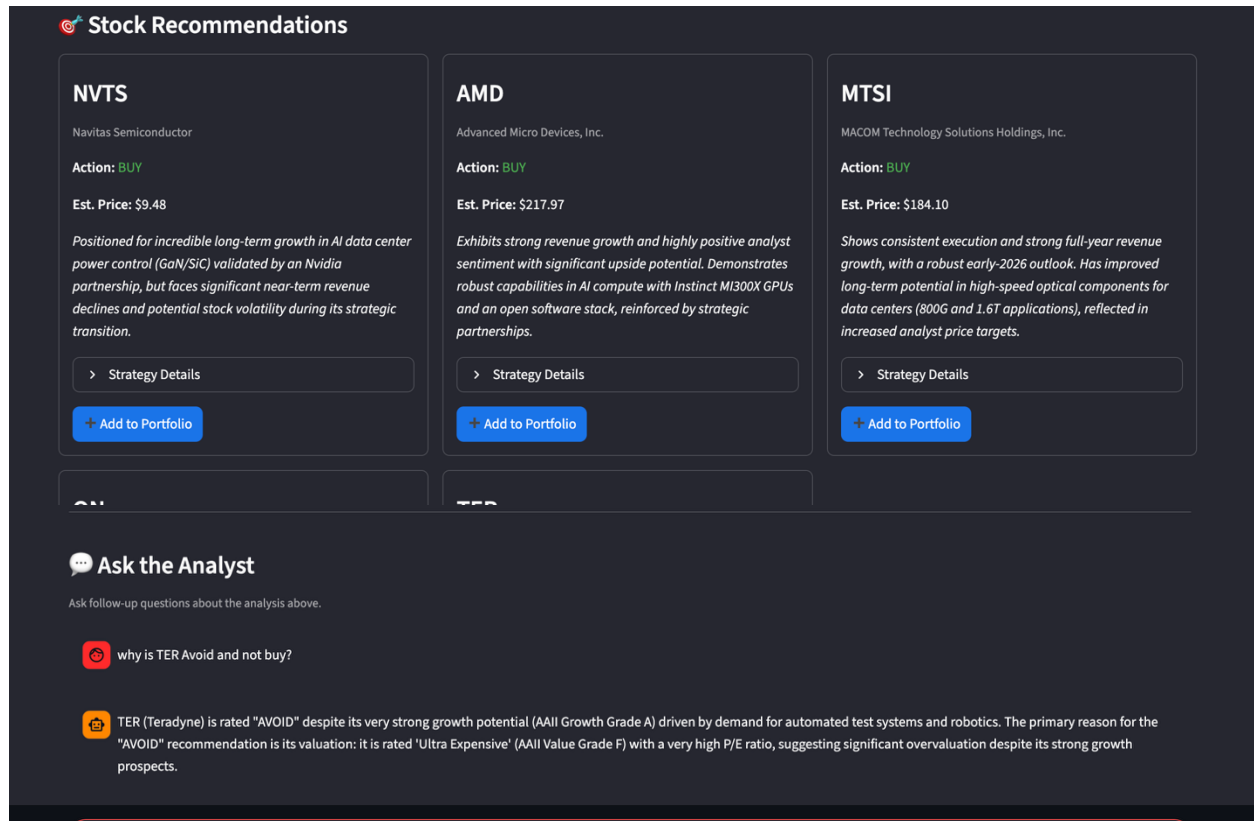 Stock Recommendations
NVTS
Navitas Semiconductor
Action: BUY
Est. Price: $9.48
Positioned for incredible long-term growth in AI data center
power control (GaN/SiC) validated by an Nvidia
partnership, but faces significant near-term revenue
declines and potential stock volatility during its strategic
transition.
Strategy Details
+ Add to Portfolio
AMD
Advanced Micro Devices, Inc.
Action: BUY
Est. Price: $217.97
Exhibits strong revenue growth and highly positive analyst
sentiment with significant upside potential. Demonstrates
robust capabilities in AI compute with Instinct MI300X GPUs
and an open software stack, reinforced by strategic
partnerships.
Strategy Details
+ Add to Portfolio
MTSI
MACOM Technology Solutions Holdings, Inc.
Action: BUY
Est. Price: $184.10
Shows consistent execution and strong full-year revenue
growth, with a robust early-2026 outlook. Has improved
long-term potential in high-speed optical components for
data centers (800G and 1.6T applications), reflected in
increased analyst price targets.
Strategy Details
+ Add to Portfolio
Ask the Analyst
Ask follow-up questions about the analysis above.
why is TER Avoid and not buy?
TER (Teradyne) is rated "AVOID" despite its very strong growth potential (AAII Growth Grade A) driven by demand for automated test systems and robotics. The primary reason for the
"AVOID" recommendation is its valuation: it is rated 'Ultra Expensive' (AAII Value Grade F) with a very high P/E ratio, suggesting significant overvaluation despite its strong growth
prospects.